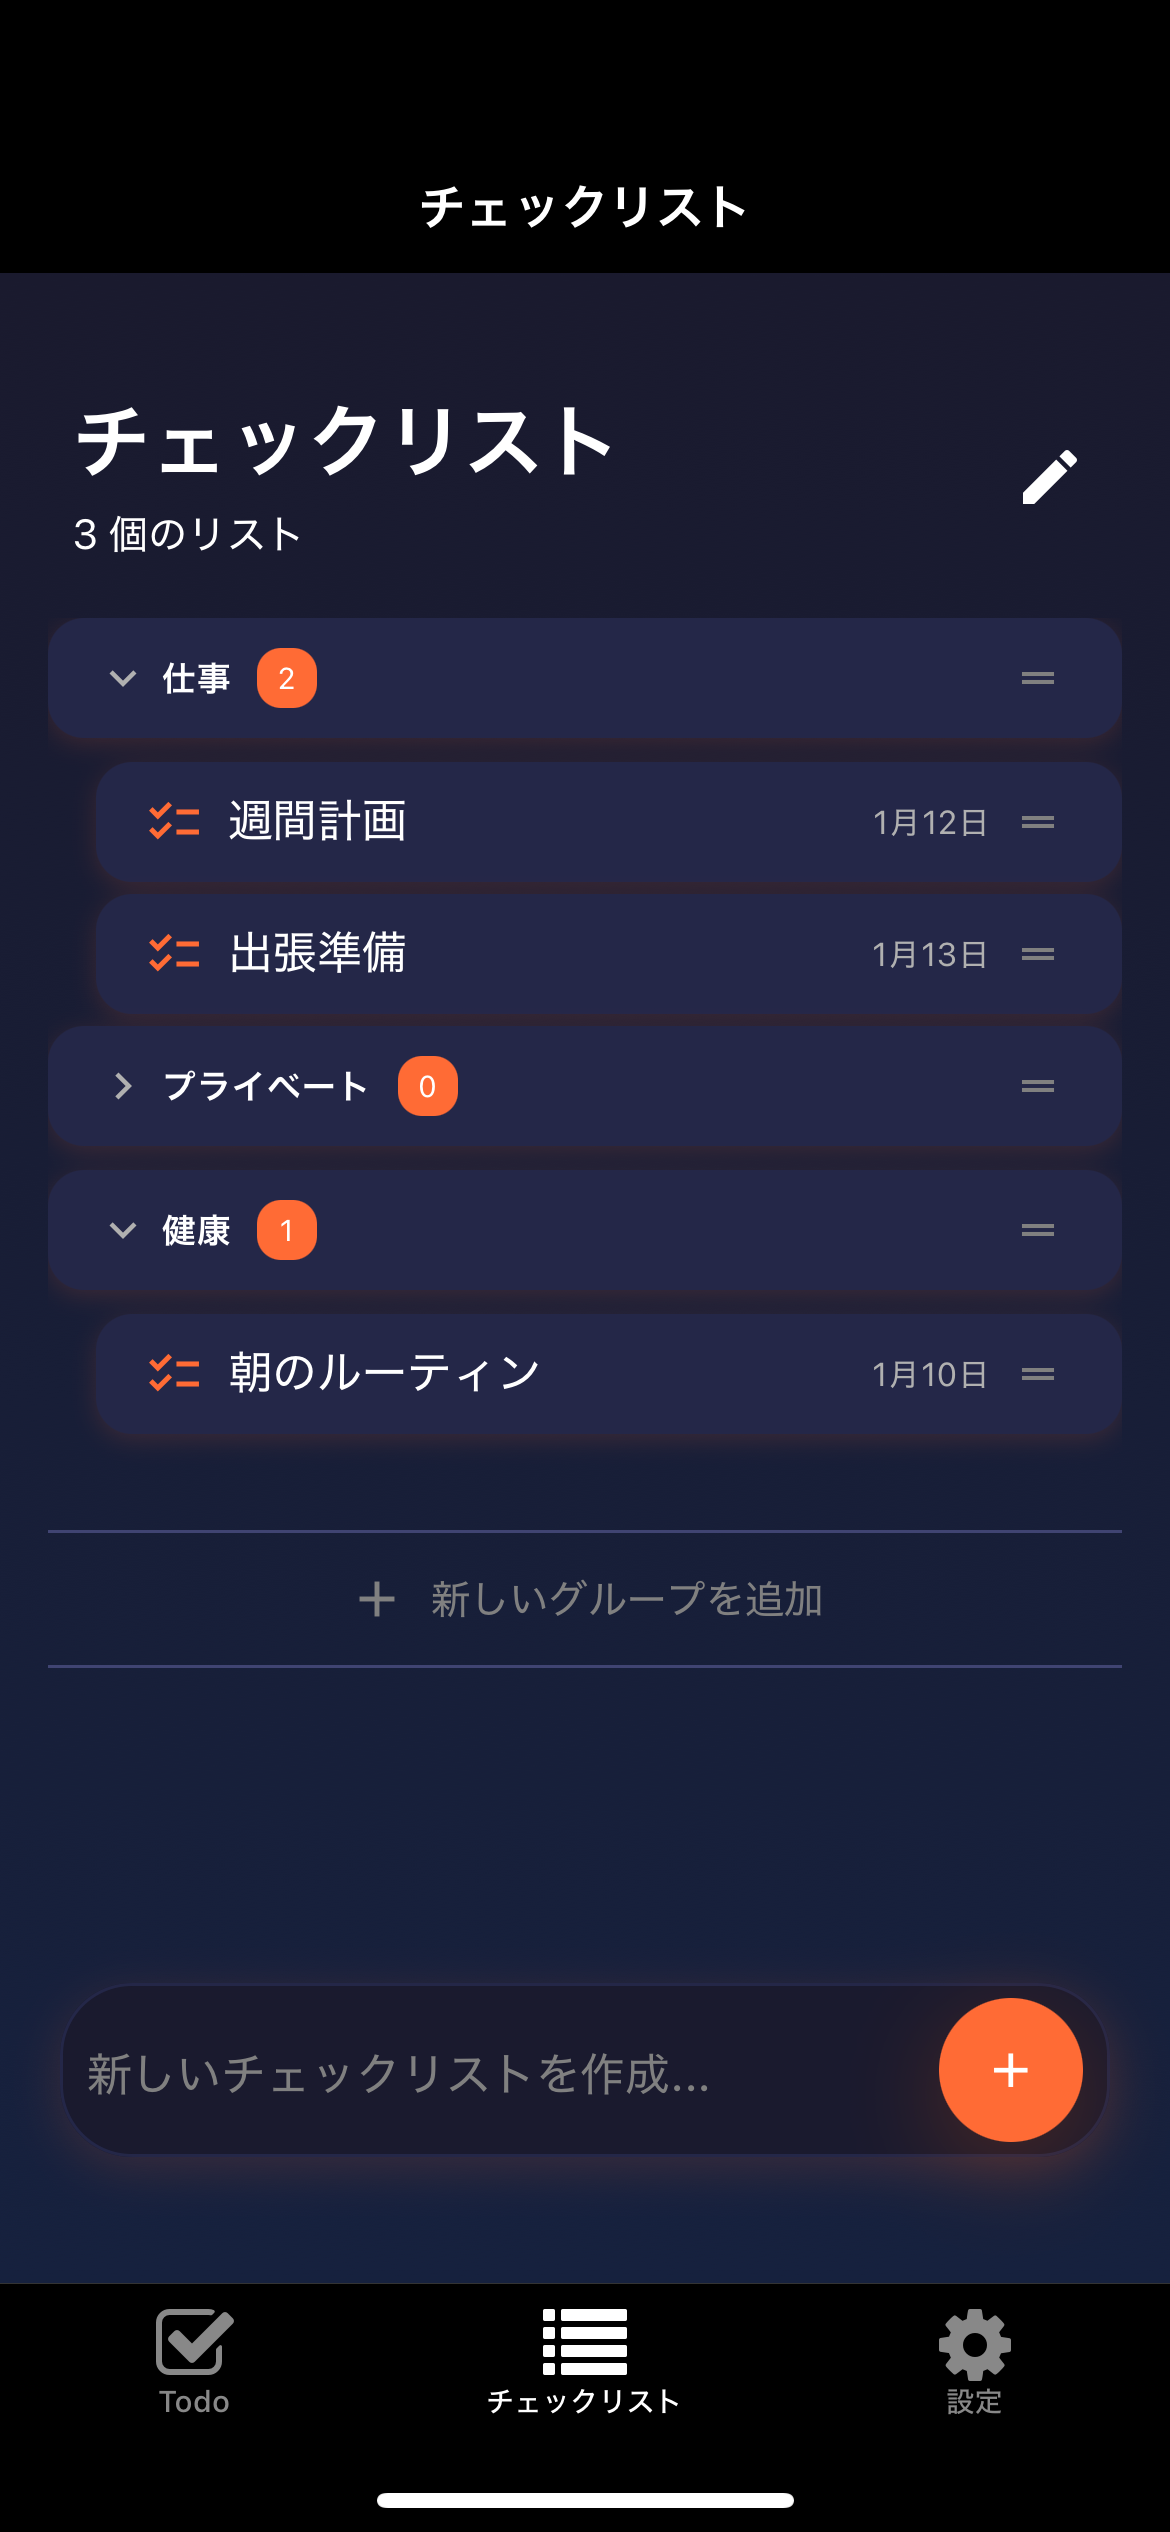 チェックリスト
チェックリスト
3 個のリスト
仕事 2
週間計画 1月12日
出張準備 1月13日
プライベート 0
健康 1
朝のルーティン 1月10日
新しいグループを追加
新しいチェックリストを作成...
Todo チェックリスト 設定